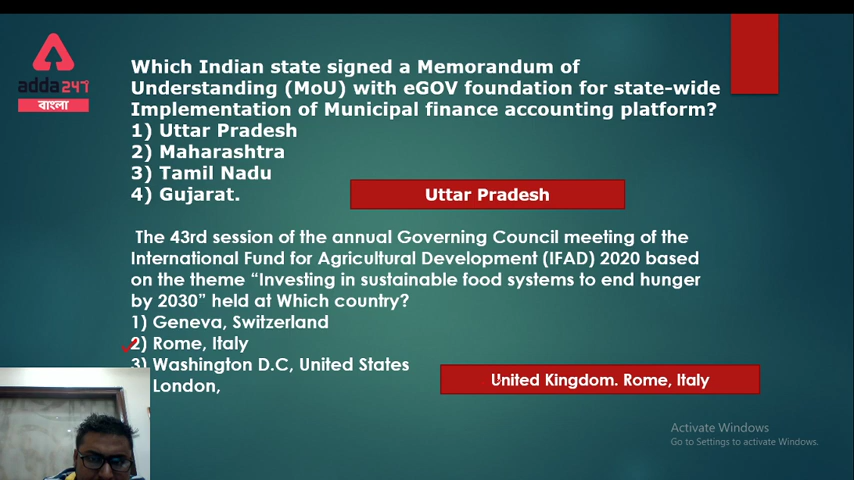 adda247
বাংলা
Which Indian state signed a Memorandum of
Understanding (MoU) with eGOV foundation for state-wide
Implementation of Municipal finance accounting platform?
1) Uttar Pradesh
2) Maharashtra
3) Tamil Nadu
4) Gujarat.
Uttar Pradesh
The 43rd session of the annual Governing Council meeting of the
International Fund for Agricultural Development (IFAD) 2020 based
on the theme “Investing in sustainable food systems to end hunger
by 2030” held at Which country?
1) Geneva, Switzerland
2) Rome, Italy
3) Washington D.C, United States
London,
United Kingdom. Rome, Italy
Activate Windows
Go to Settings to activate Windows.